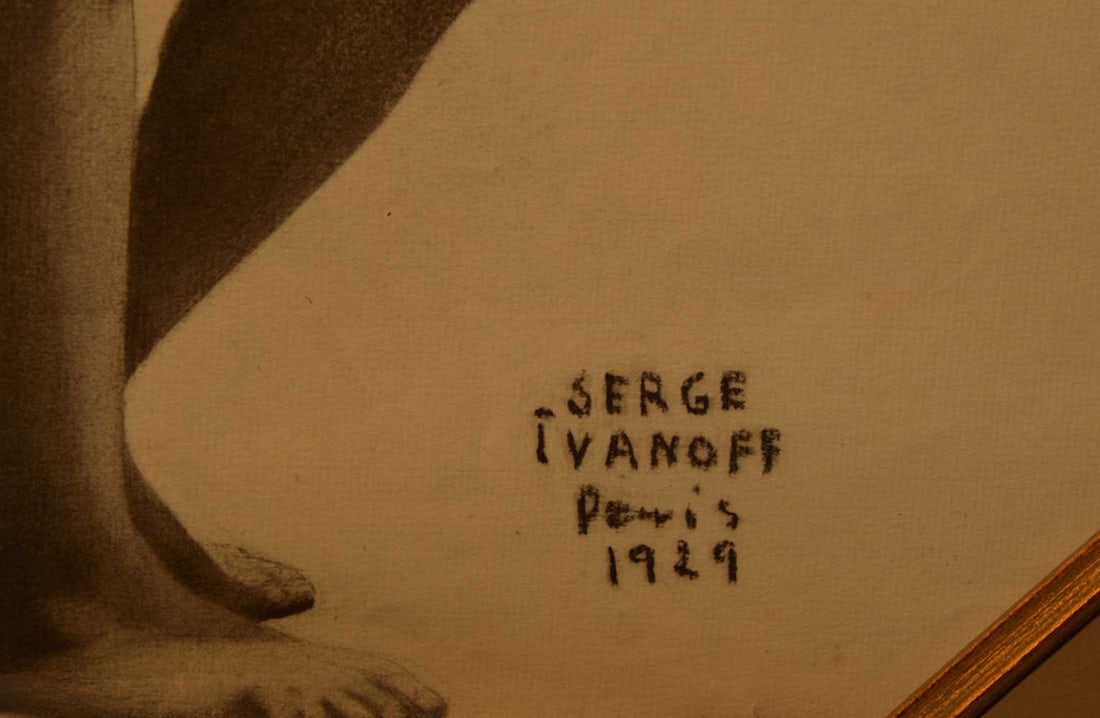 SERGE
IVANOFF
Paris
1929